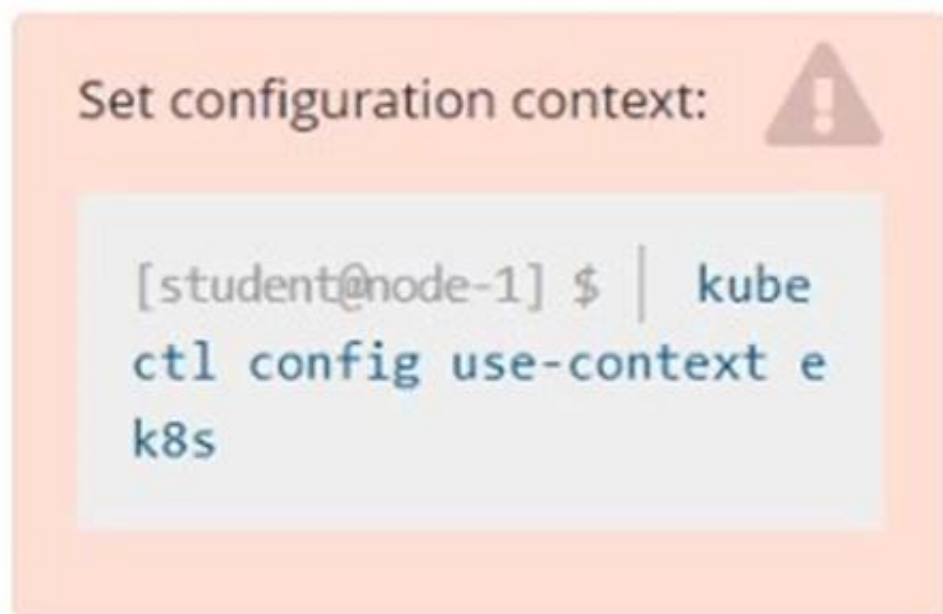 Set configuration context:
[student@node-1] $ | kube
ctl config use-context e
k8s